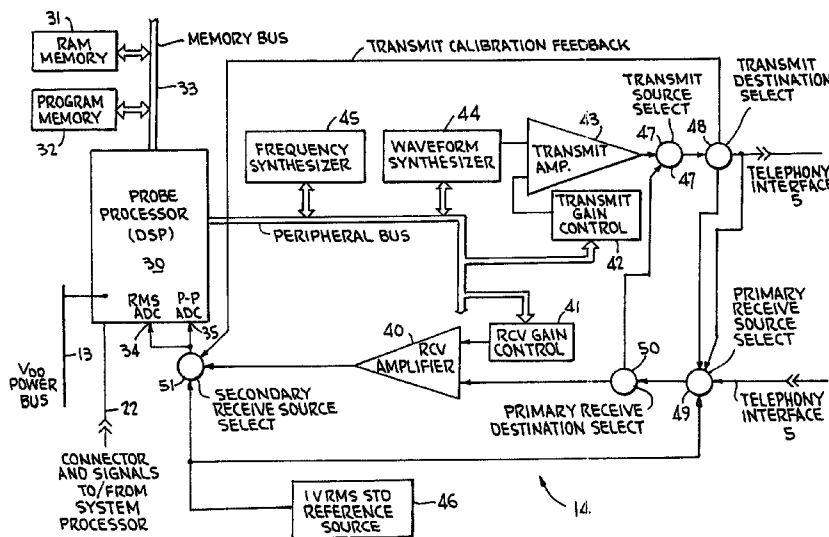 31
RAM
MEMORY
MEMORY BUS
33
PROGRAM
MEMORY
32
TRANSMIT CALIBRATION FEEDBACK
TRANSMIT
DESTINATION
SELECT
TRANSMIT
SOURCE
SELECT
45
FREQUENCY
SYNTHESIZER
44
WAVEFORM
SYNTHESIZER
43
TRANSMIT
AMP.
47
47
48
TELEPHONY
INTERFACE
5
TRANSMIT
GAIN
CONTROL
42
PROBE
PROCESSOR
(DSP)
30
PERIPHERAL BUS
RMS
ADC
P-P
ADC
34
35
VDD
POWER
BUS
13
22
51
SECONDARY
RECEIVE SOURCE
SELECT
40
RCV
AMPLIFIER
41
RCV GAIN
CONTROL
50
PRIMARY RECEIVE
DESTINATION SELECT
PRIMARY
RECEIVE
SOURCE
SELECT
49
TELEPHONY
INTERFACE
5
CONNECTOR
AND SIGNALS
TO/FROM
SYSTEM
PROCESSOR
1 V RMS STD
REFERENCE
SOURCE
46
14